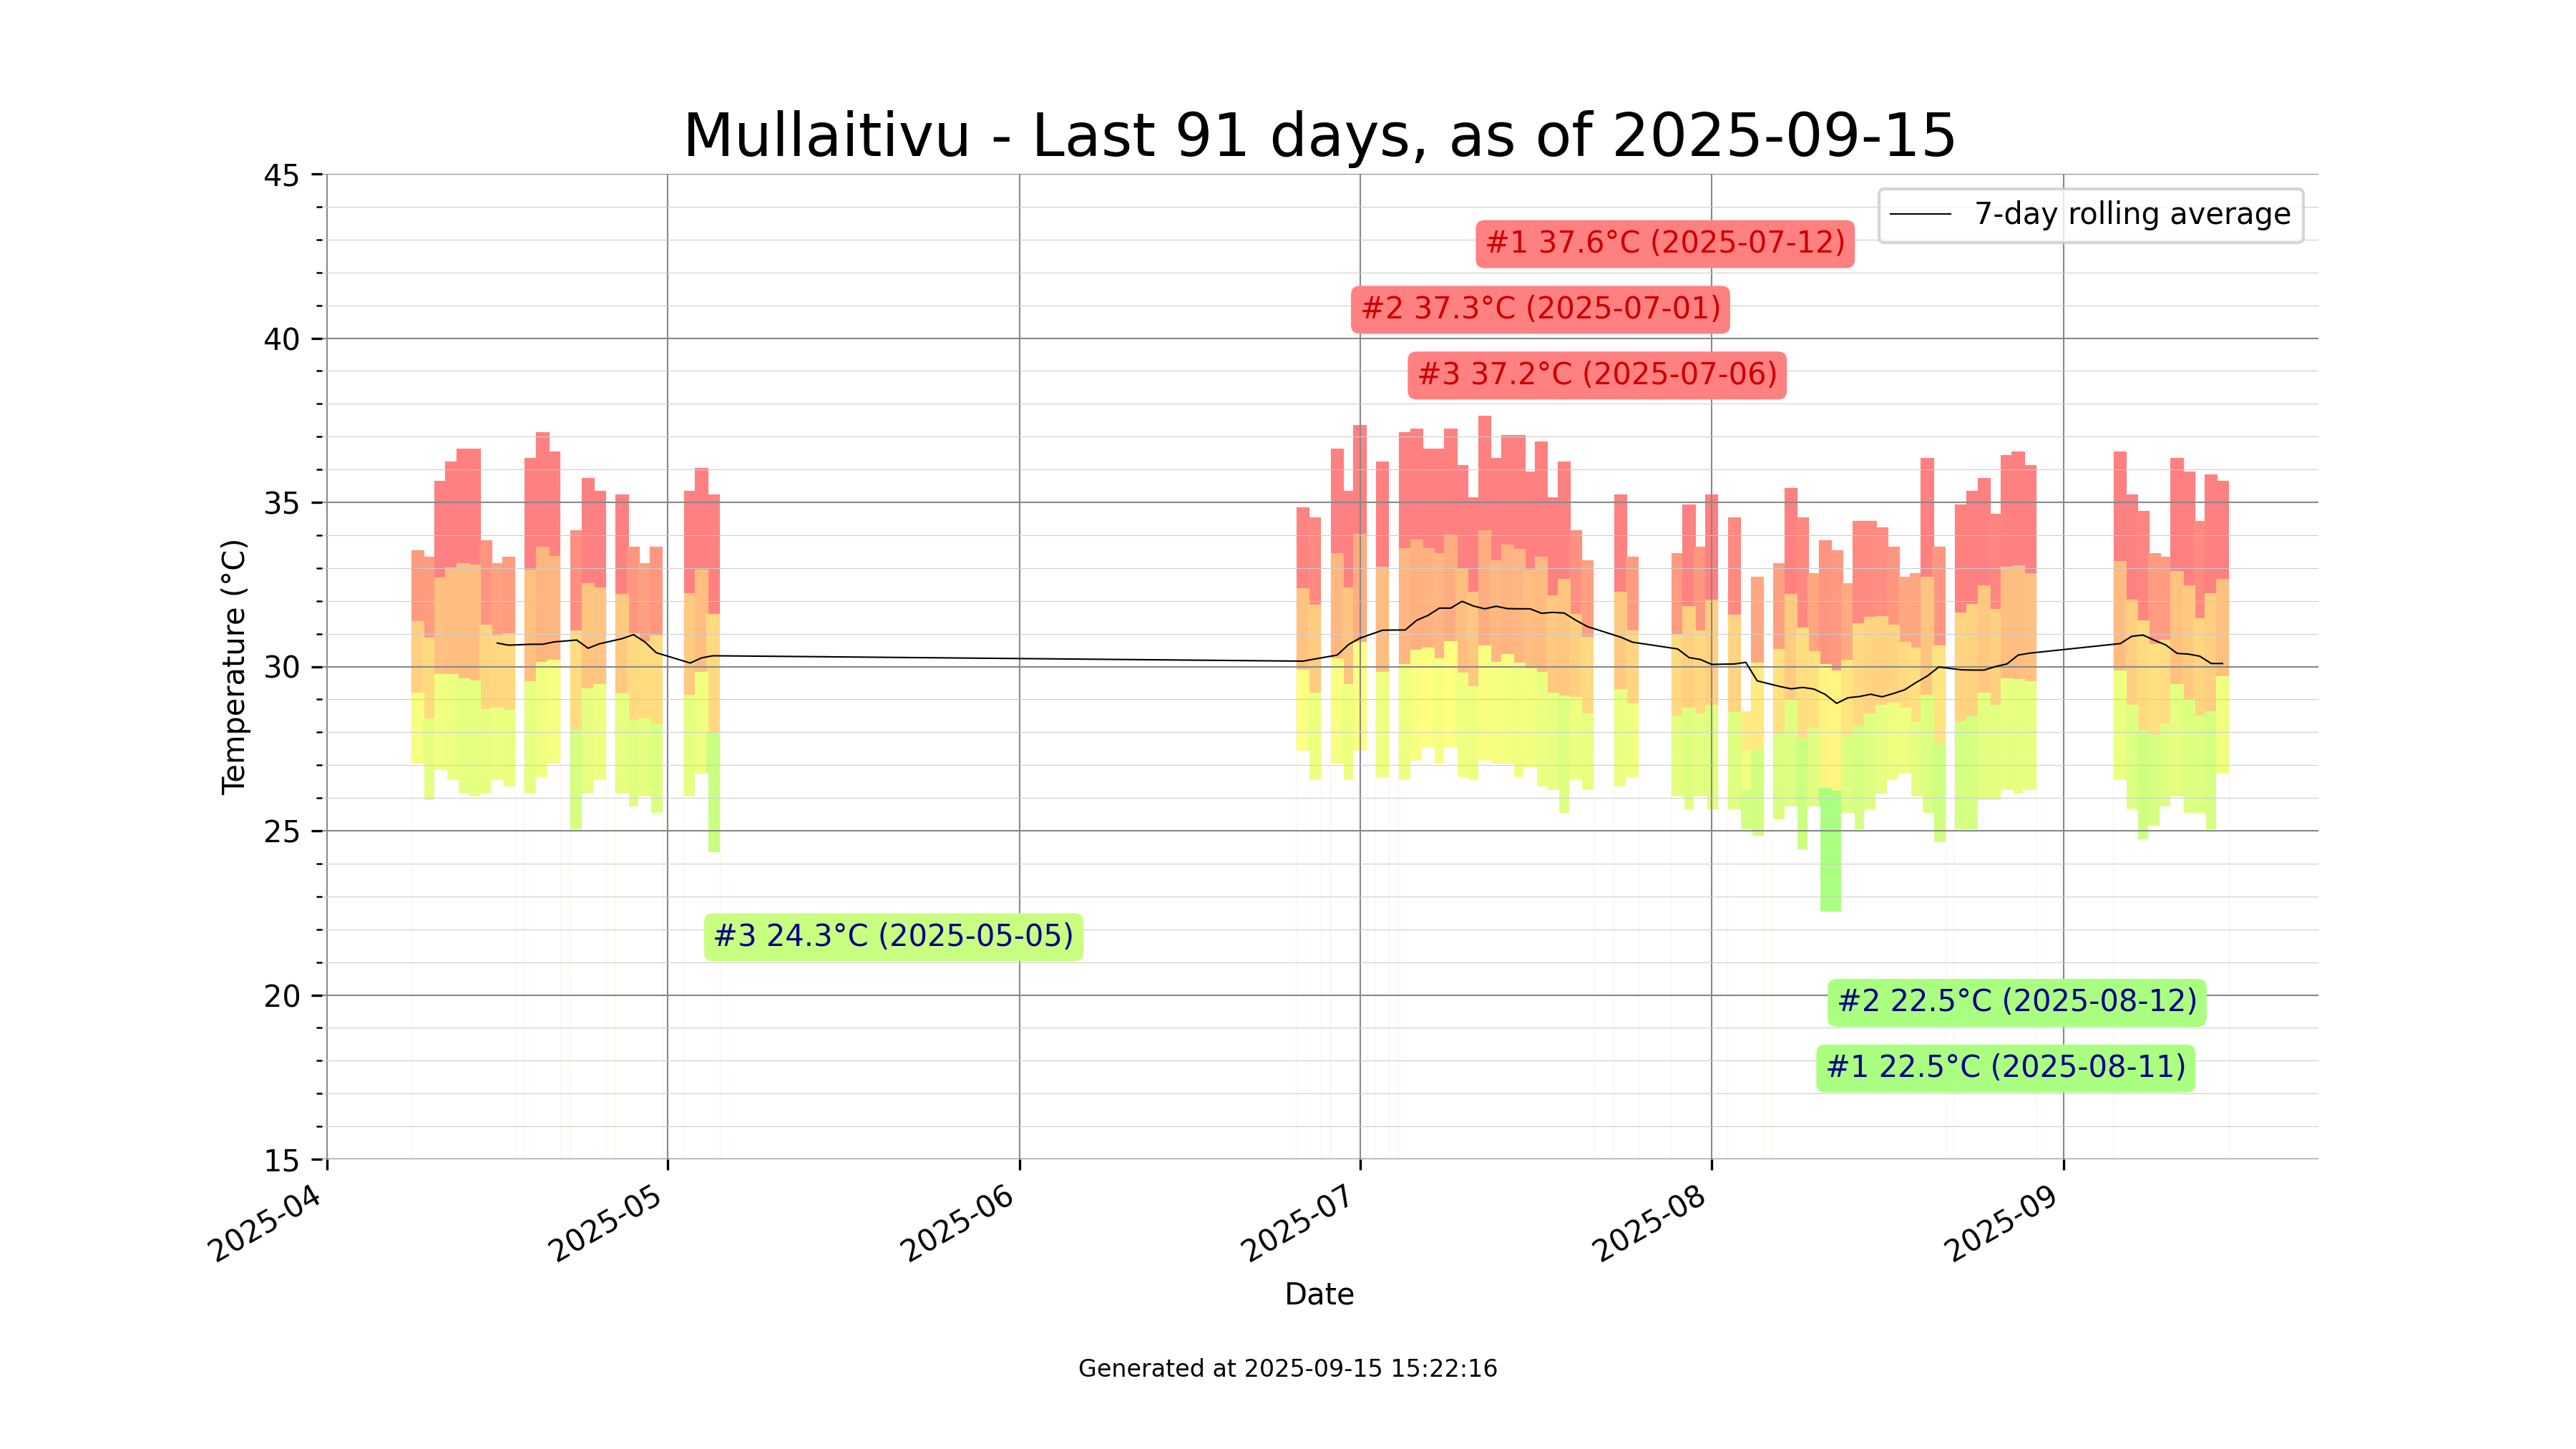 Mullaitivu - Last 91 days, as of 2025-09-15
7-day rolling average
#1 37.6°C (2025-07-12)
#2 37.3°C (2025-07-01)
#3 37.2°C (2025-07-06)
#3 24.3°C (2025-05-05)
#2 22.5°C (2025-08-12)
#1 22.5°C (2025-08-11)
Temperature (°C)
45
40
35
30
25
20
15
2025-04
2025-05
2025-06
2025-07
2025-08
2025-09
Date
Generated at 2025-09-15 15:22:16